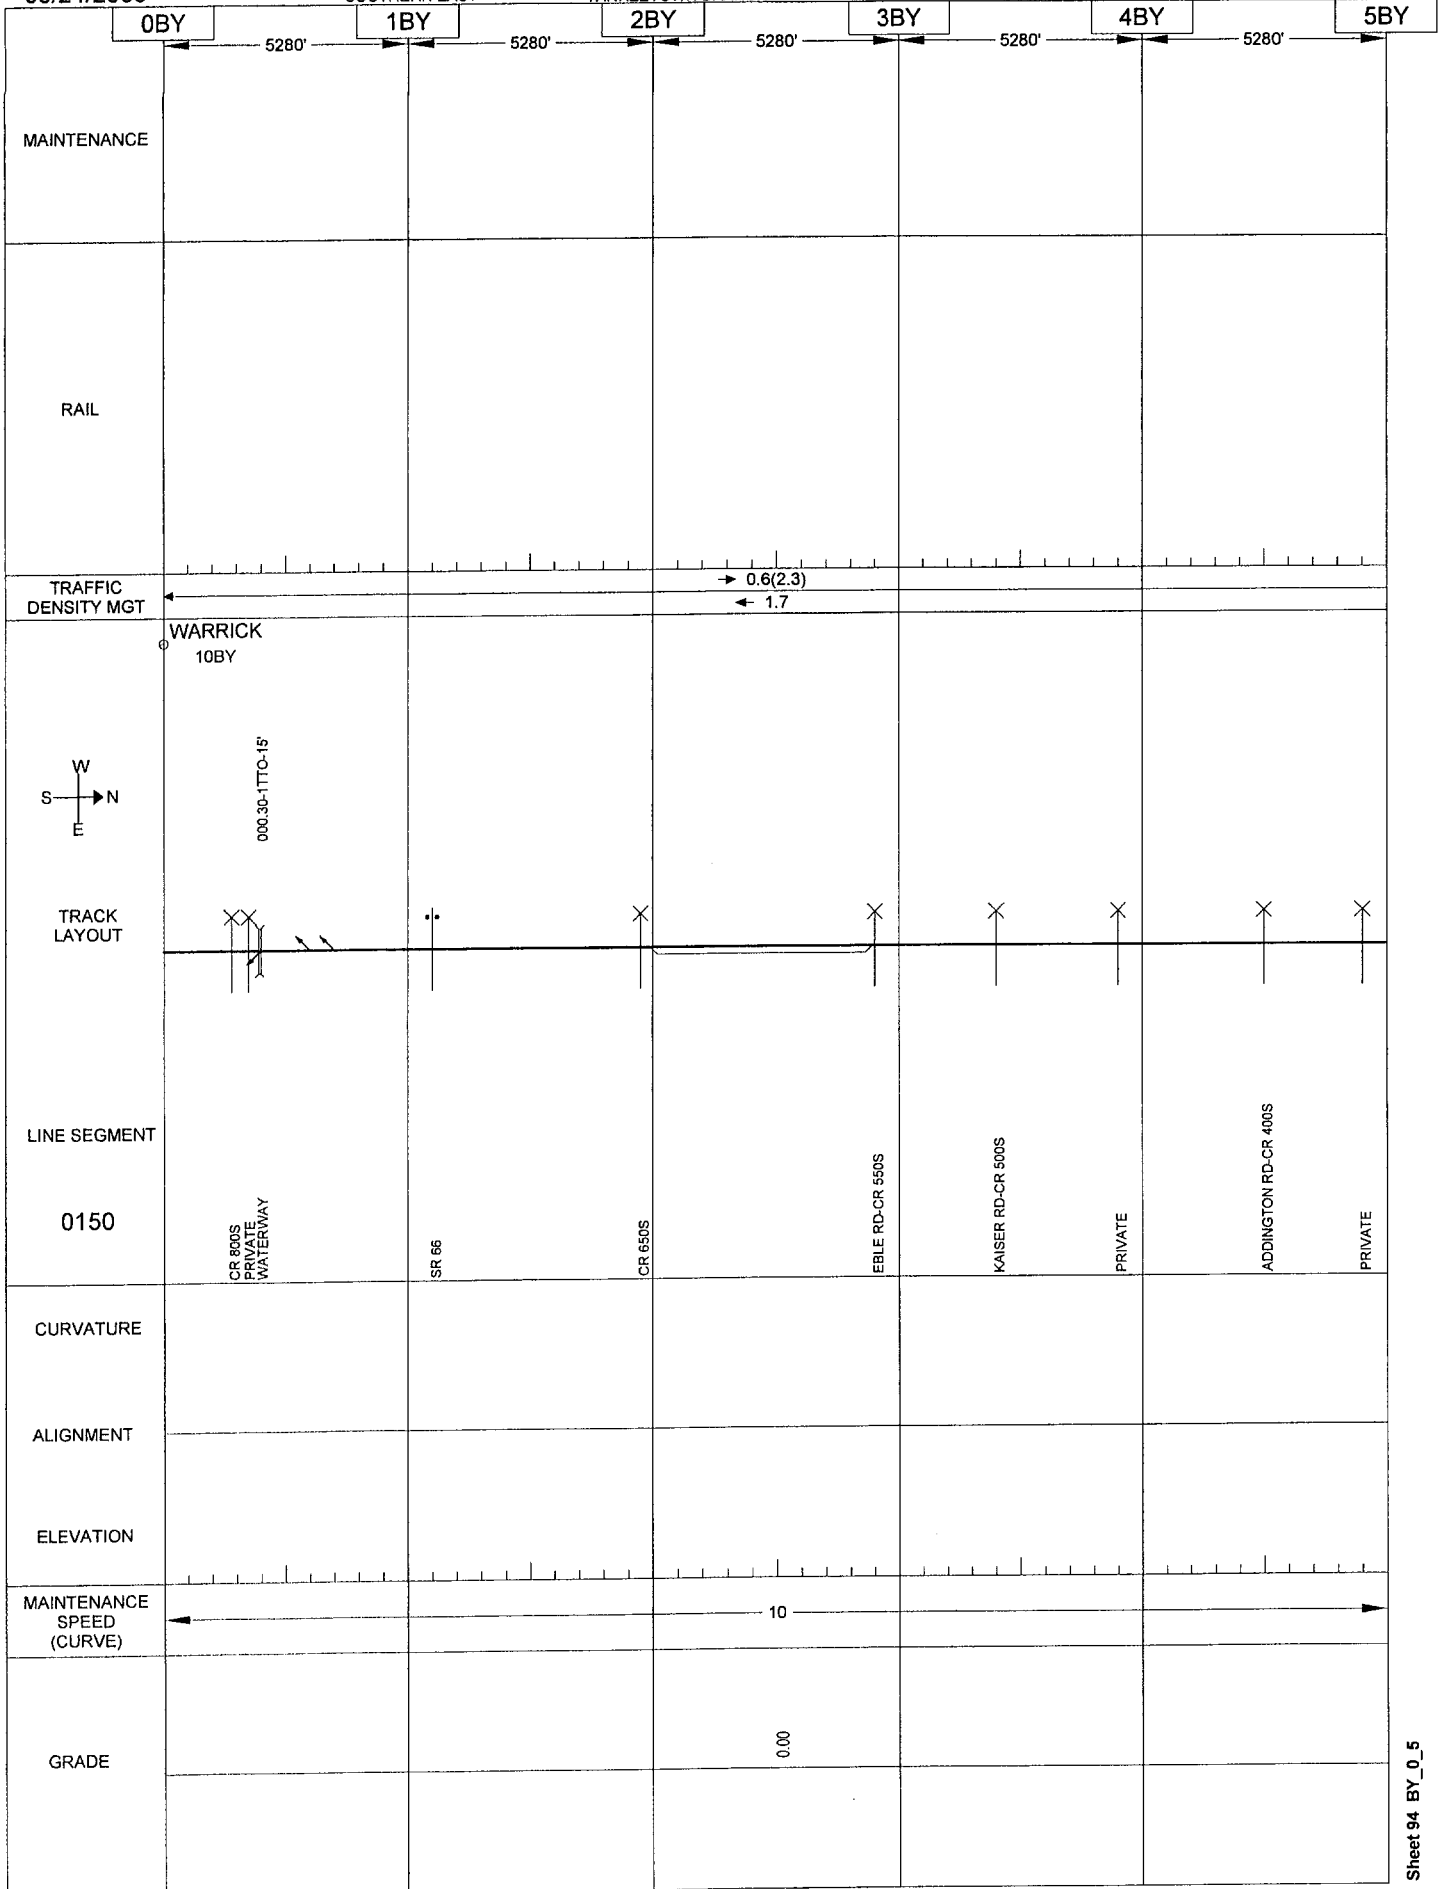 0BY 1BY 2BY 3BY 4BY 5BY
5280' 5280' 5280' 5280' 5280'
MAINTENANCE
RAIL
TRAFFIC
DENSITY MGT
0.6(2.3)
1.7
WARRICK
10BY
000.30-1TTO-15'
W
S N
E
TRACK
LAYOUT
LINE SEGMENT
0150
CR 800S
PRIVATE
WATERWAY
SR 66
CR 650S
EBLE RD-CR 550S
KAISER RD-CR 500S
PRIVATE
ADDINGTON RD-CR 400S
PRIVATE
CURVATURE
ALIGNMENT
ELEVATION
MAINTENANCE
SPEED
(CURVE)
10
GRADE
0.00
Sheet 94 BY_0_5